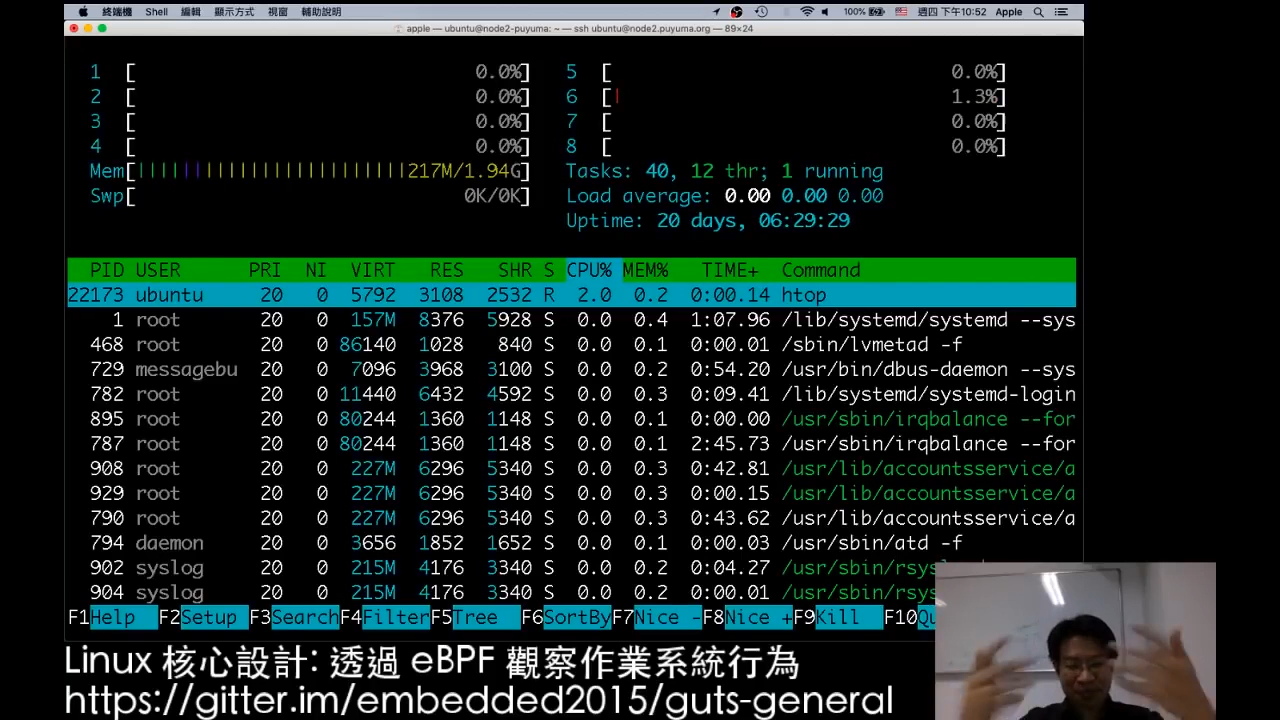 終端機 Shell 編輯 顯示方式 視窗 輔助說明 100% 週四 下午10:52 Apple
apple — ubuntu@node2-puyuma: ~ — ssh ubuntu@node2.puyuma.org — 89×24
1 [ 0.0%] 5 [ 0.0%]
2 [ 0.0%] 6 [| 1.3%]
3 [ 0.0%] 7 [ 0.0%]
4 [ 0.0%] 8 [ 0.0%]
Mem[||||||||||||||||||||||||217M/1.94G] Tasks: 40, 12 thr; 1 running
Swp[ 0K/0K] Load average: 0.00 0.00 0.00
Uptime: 20 days, 06:29:29
PID USER PRI NI VIRT RES SHR S CPU% MEM% TIME+ Command
22173 ubuntu 20 0 5792 3108 2532 R 2.0 0.2 0:00.14 htop
1 root 20 0 157M 8376 5928 S 0.0 0.4 1:07.96 /lib/systemd/systemd --sys
468 root 20 0 86140 1028 840 S 0.0 0.1 0:00.01 /sbin/lvmetad -f
729 messagebu 20 0 7096 3968 3100 S 0.0 0.2 0:54.20 /usr/bin/dbus-daemon --sys
782 root 20 0 11440 6432 4592 S 0.0 0.3 0:09.41 /lib/systemd/systemd-login
895 root 20 0 80244 1360 1148 S 0.0 0.1 0:00.00 /usr/sbin/irqbalance --for
787 root 20 0 80244 1360 1148 S 0.0 0.1 2:45.73 /usr/sbin/irqbalance --for
908 root 20 0 227M 6296 5340 S 0.0 0.3 0:42.81 /usr/lib/accountsservice/a
929 root 20 0 227M 6296 5340 S 0.0 0.3 0:00.15 /usr/lib/accountsservice/a
790 root 20 0 227M 6296 5340 S 0.0 0.3 0:43.62 /usr/lib/accountsservice/a
794 daemon 20 0 3656 1852 1652 S 0.0 0.1 0:00.03 /usr/sbin/atd -f
902 syslog 20 0 215M 4176 3340 S 0.0 0.2 0:04.27 /usr/sbin/rsysl
904 syslog 20 0 215M 4176 3340 S 0.0 0.2 0:00.01 /usr/sbin/rsys
F1Help F2Setup F3Search F4Filter F5Tree F6SortBy F7Nice - F8Nice + F9Kill F10Qu
Linux 核心設計: 透過 eBPF 觀察作業系統行為
https://gitter.im/embedded2015/guts-general